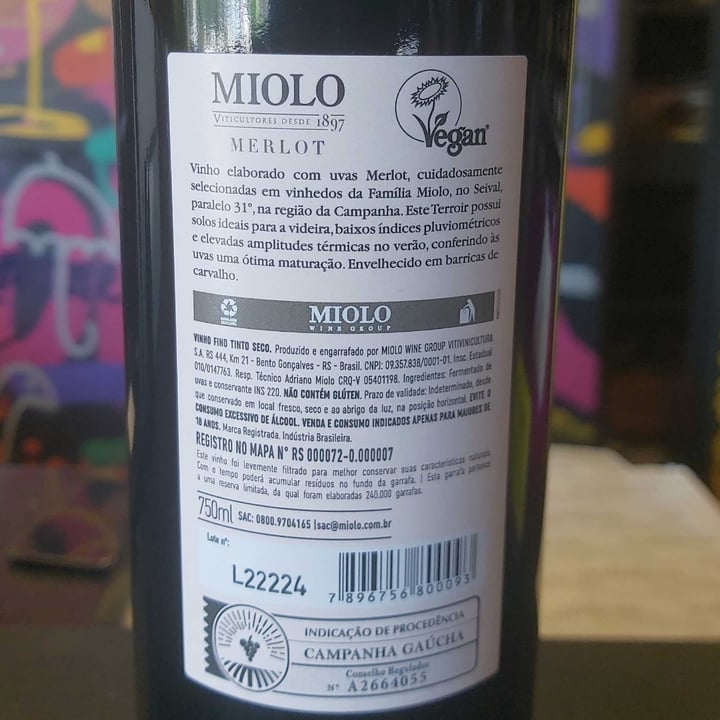 MIOLO
VITICULTORES DESDE 1897
MERLOT
Vegan
Vinho elaborado com uvas Merlot, cuidadosamente
selecionadas em vinhedos da Família Miolo, no Seival,
paralelo 31°, na região da Campanha. Este Terroir possui
solos ideais para a videira, baixos índices pluviométricos
e elevadas amplitudes térmicas no verão, conferindo às
uvas uma ótima maturação. Envelhecido em barricas de
carvalho.
MIOLO
WINE GROUP
VINHO FINO TINTO SECO. Produzido e engarrafado por MIOLO WINE GROUP VITIVINICULTURA
S.A. RS 444, Km 21 - Bento Gonçalves - RS - Brasil. CNPJ: 09.357.838/0001-01. Insc. Estadual
010/0147763. Resp. Técnico Adriano Miolo CRQ-V 05401198. Ingredientes: Fermentado de
uvas e conservante INS 220. NÃO CONTÉM GLÚTEN. Prazo de validade: Indeterminado, desde
que conservado em local fresco, seco e ao abrigo da luz, na posição horizontal. EVITE O
CONSUMO EXCESSIVO DE ÁLCOOL. VENDA E CONSUMO INDICADOS APENAS PARA MAIORES DE
18 ANOS. Marca Registrada. Indústria Brasileira.
REGISTRO NO MAPA N° RS 000072-0.000007
Este vinho foi levemente filtrado para melhor conservar suas características naturais.
Com o tempo poderá acumular resíduos no fundo da garrafa. | Esta garrafa pertence
a uma reserva limitada, da qual foram elaboradas 240.000 garrafas.
750ml SAC: 0800.9704165 |sac@miolo.com.br
Lote nº:
L22224
7 896756 800093
INDICAÇÃO DE PROCEDÊNCIA
CAMPANHA GAÚCHA
Conselho Regulador
Nº A2664055